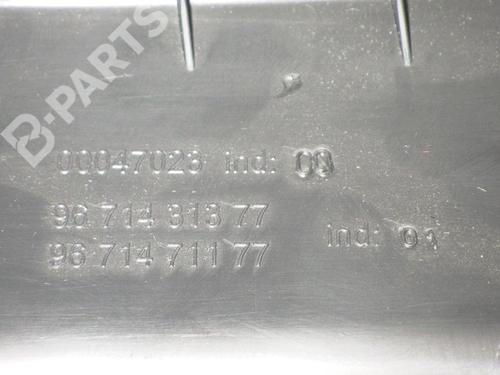 B-PARTS
00047023 ind: 00
96 714 313 77
96 714 711 77
ind: 01